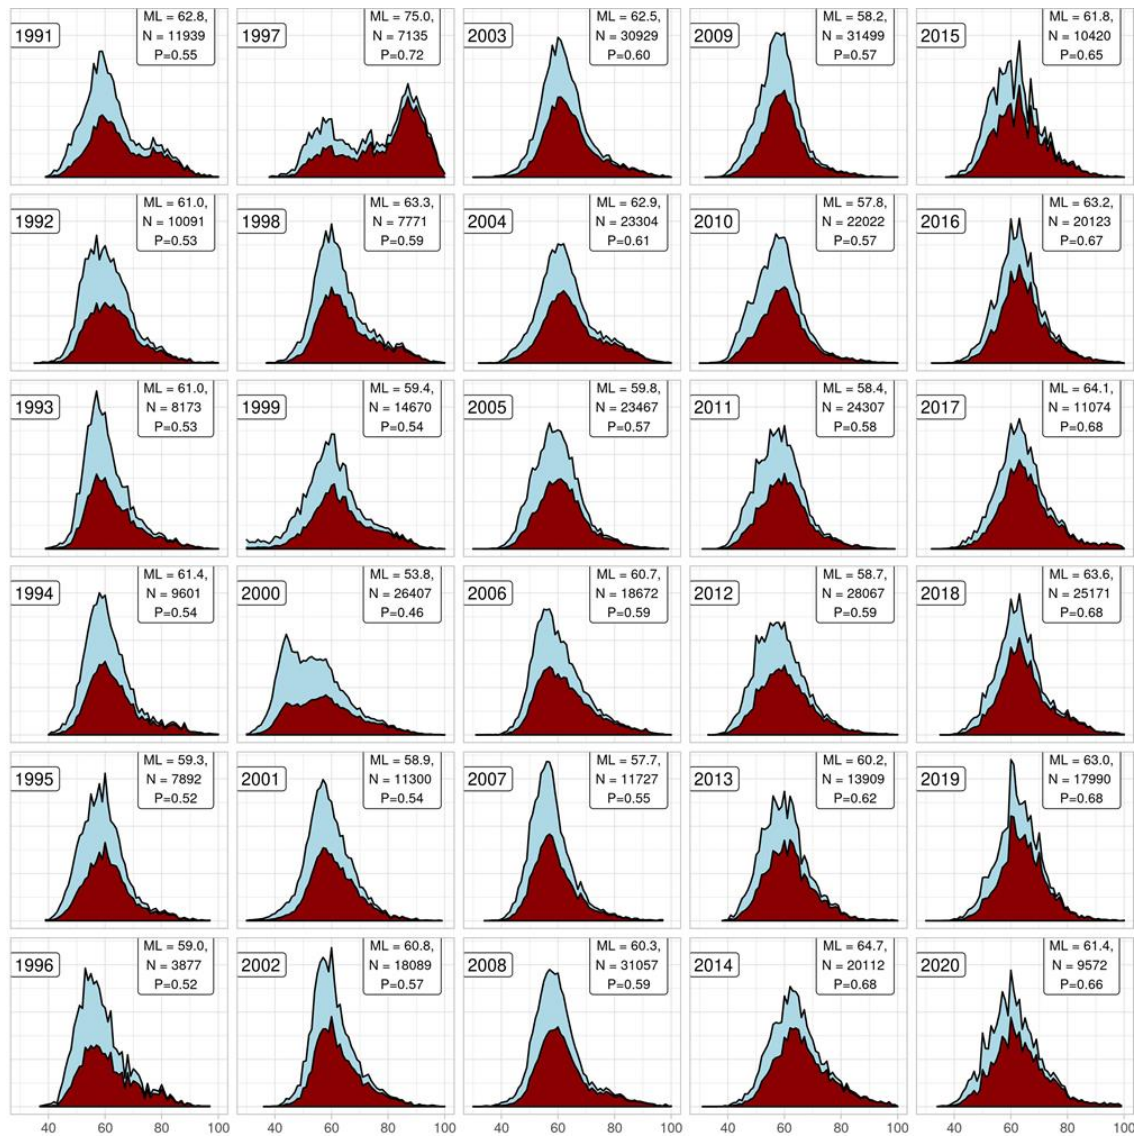 1991
ML = 62.8,
N = 11939
P=0.55
1997
ML = 75.0,
N = 7135
P=0.72
2003
ML = 62.5,
N = 30929
P=0.60
2009
ML = 58.2,
N = 31499
P=0.57
2015
ML = 61.8,
N = 10420
P=0.65
1992
ML = 61.0,
N = 10091
P=0.53
1998
ML = 63.3,
N = 7771
P=0.59
2004
ML = 62.9,
N = 23304
P=0.61
2010
ML = 57.8,
N = 22022
P=0.57
2016
ML = 63.2,
N = 20123
P=0.67
1993
ML = 61.0,
N = 8173
P=0.53
1999
ML = 59.4,
N = 14670
P=0.54
2005
ML = 59.8,
N = 23467
P=0.57
2011
ML = 58.4,
N = 24307
P=0.58
2017
ML = 64.1,
N = 11074
P=0.68
1994
ML = 61.4,
N = 9601
P=0.54
2000
ML = 53.8,
N = 26407
P=0.46
2006
ML = 60.7,
N = 18672
P=0.59
2012
ML = 58.7,
N = 28067
P=0.59
2018
ML = 63.6,
N = 25171
P=0.68
1995
ML = 59.3,
N = 7892
P=0.52
2001
ML = 58.9,
N = 11300
P=0.54
2007
ML = 57.7,
N = 11727
P=0.55
2013
ML = 60.2,
N = 13909
P=0.62
2019
ML = 63.0,
N = 17990
P=0.68
1996
ML = 59.0,
N = 3877
P=0.52
2002
ML = 60.8,
N = 18089
P=0.57
2008
ML = 60.3,
N = 31057
P=0.59
2014
ML = 64.7,
N = 20112
P=0.68
2020
ML = 61.4,
N = 9572
P=0.66
40 60 80 100 40 60 80 100 40 60 80 100 40 60 80 100 40 60 80 100